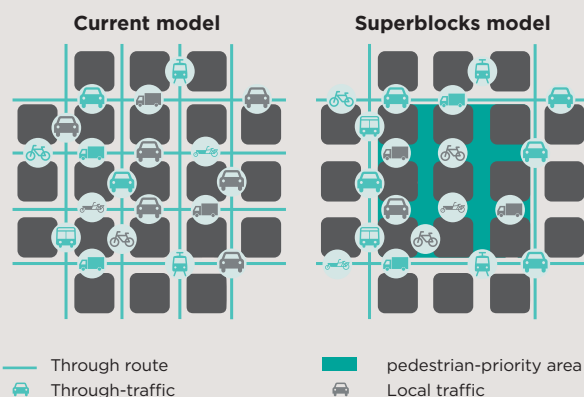 Current model
Superblocks model
Through route
pedestrian-priority area
Through-traffic
Local traffic